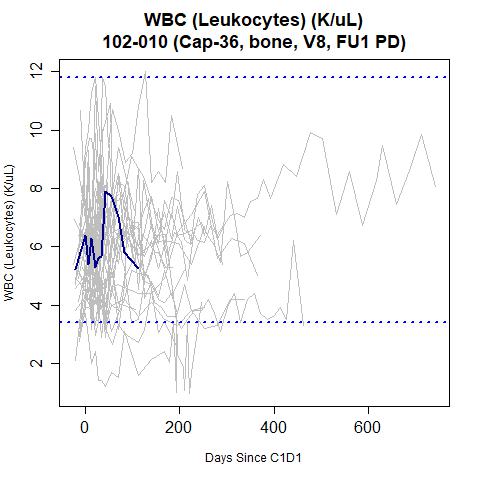 WBC (Leukocytes) (K/uL)
102-010 (Cap-36, bone, V8, FU1 PD)
WBC (Leukocytes) (K/uL)
12
10
8
6
4
2
0 200 400 600
Days Since C1D1